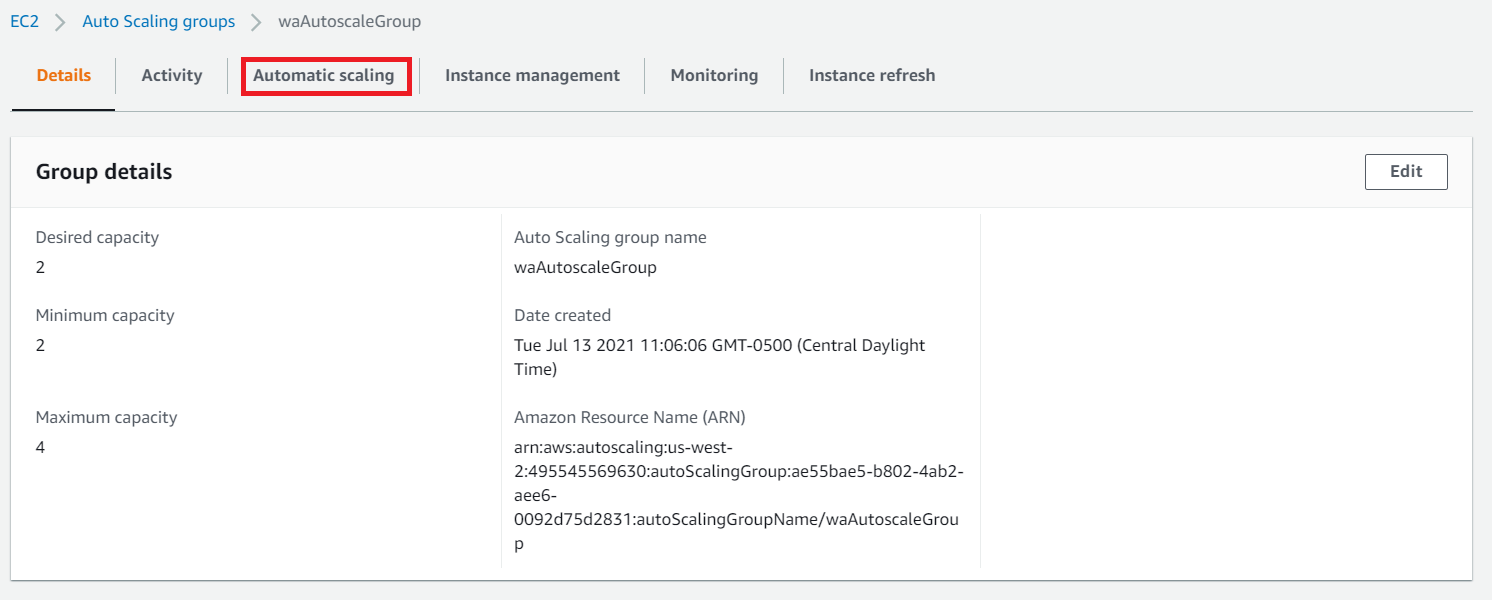 EC2 > Auto Scaling groups > waAutoscaleGroup
Details Activity Automatic scaling Instance management Monitoring Instance refresh
Group details
Edit
Desired capacity
2
Minimum capacity
2
Maximum capacity
4
Auto Scaling group name
waAutoscaleGroup
Date created
Tue Jul 13 2021 11:06:06 GMT-0500 (Central Daylight
Time)
Amazon Resource Name (ARN)
arn:aws:autoscaling:us-west-
2:495545569630:autoScalingGroup:ae55bae5-b802-4ab2-
aee6-
0092d75d2831:autoScalingGroupName/waAutoscaleGrou
p